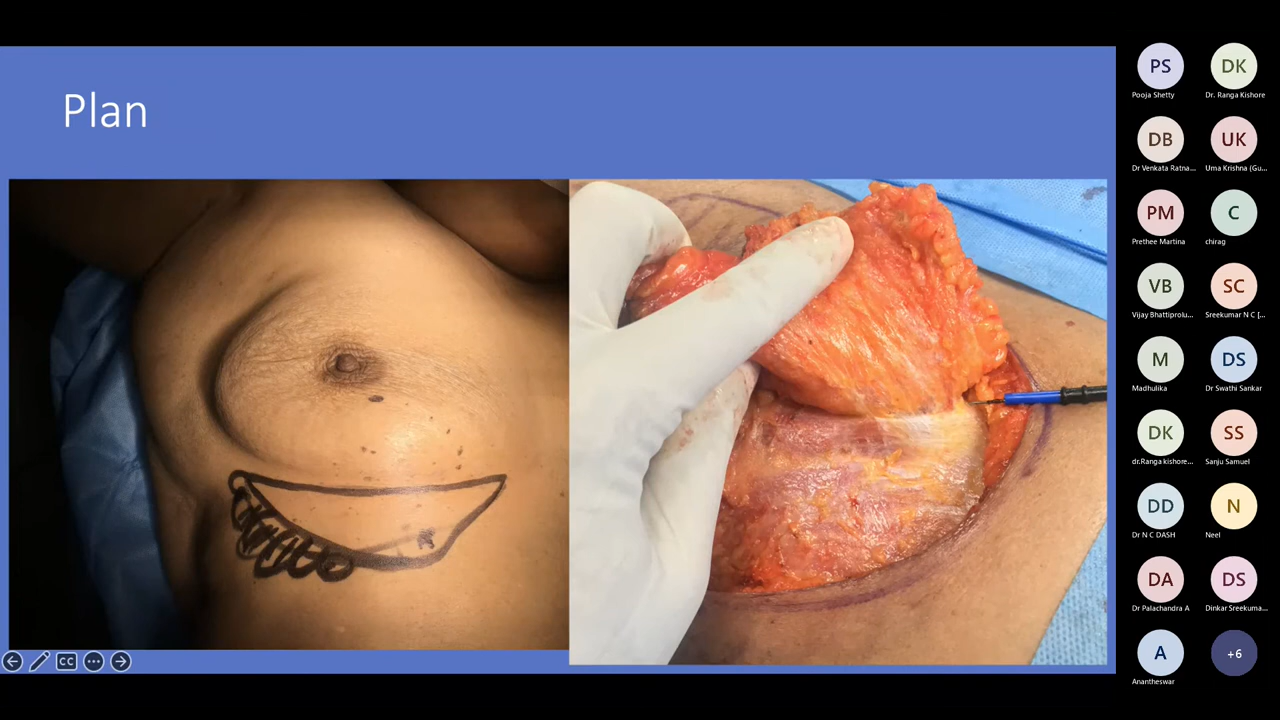 Plan
PS
DK
Pooja Shetty
Dr. Ranga Kishore
DB
UK
Dr Venkata Ratna...
Uma Krishna (Gu...
PM
C
Prethee Martina
chirag
VB
SC
Vijay Bhattiprolu...
Sreekumar N C [...
M
DS
Madhulika
Dr Swathi Sankar
DK
SS
dr.Ranga kishore...
Sanju Samuel
DD
N
Dr N C DASH
Neel
DA
DS
Dr Palachandra A
Dinkar Sreekuma...
A
+6
Anantheswar
CC